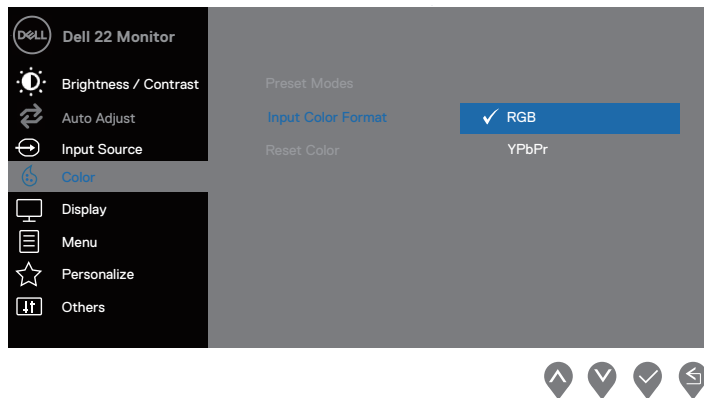 DELL Dell 22 Monitor
Brightness / Contrast Preset Modes
Auto Adjust Input Color Format RGB
Input Source Reset Color YPbPr
Color
Display
Menu
Personalize
Others